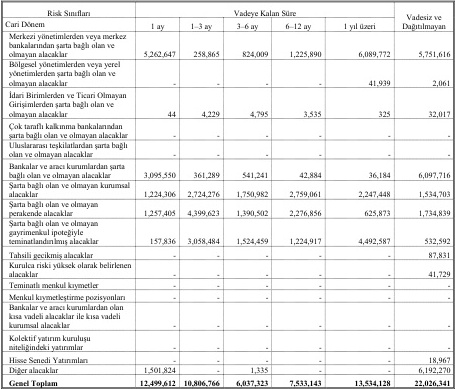 Risk Sınıfları Vadeye Kalan Süre Vadesiz ve Dağıtılmayan
Cari Dönem 1 ay 1–3 ay 3–6 ay 6–12 ay 1 yıl üzeri
Merkezi yönetimlerden veya merkez
bankalarından şarta bağlı olan ve
olmayan alacaklar 5,262,647 258,865 824,009 1,225,890 6,089,772 5,751,616
Bölgesel yönetimlerden veya yerel
yönetimlerden şarta bağlı olan ve
olmayan alacaklar - - - - 41,939 2,061
İdari Birimlerden ve Ticari Olmayan
Girişimlerden şarta bağlı olan ve
olmayan alacaklar 44 4,229 4,795 3,535 325 32,017
Çok taraflı kalkınma bankalarından
şarta bağlı olan ve olmayan alacaklar - - - - - -
Uluslararası teşkilatlardan şarta bağlı
olan ve olmayan alacaklar - - - - -
Bankalar ve aracı kurumlardan şarta
bağlı olan ve olmayan alacaklar 3,095,550 361,289 541,241 42,884 36,184 6,097,716
Şarta bağlı olan ve olmayan kurumsal
alacaklar 1,224,306 2,724,276 1,750,982 2,759,061 2,247,448 1,534,703
Şarta bağlı olan ve olmayan
perakende alacaklar 1,257,405 4,399,623 1,390,502 2,276,856 625,873 1,734,839
Şarta bağlı olan ve olmayan
gayrimenkul ipoteğiyle
teminatlandırılmış alacaklar 157,836 3,058,484 1,524,459 1,224,917 4,492,587 532,592
Tahsili gecikmiş alacaklar - - - - - 87,831
Kurulca riski yüksek olarak belirlenen
alacaklar - - - - - 41,729
Teminatlı menkul kıymetler - - - - - -
Menkul kıymetleştirme pozisyonları - - - - - -
Bankalar ve aracı kurumlardan olan
kısa vadeli alacaklar ile kısa vadeli
kurumsal alacaklar - - - - - -
Kolektif yatırım kuruluşu
niteliğindeki yatırımlar - - - - - -
Hisse Senedi Yatırımları - - - - - 18,967
Diğer alacaklar 1,501,824 - 1,335 - - 6,192,270
Genel Toplam 12,499,612 10,806,766 6,037,323 7,533,143 13,534,128 22,026,341